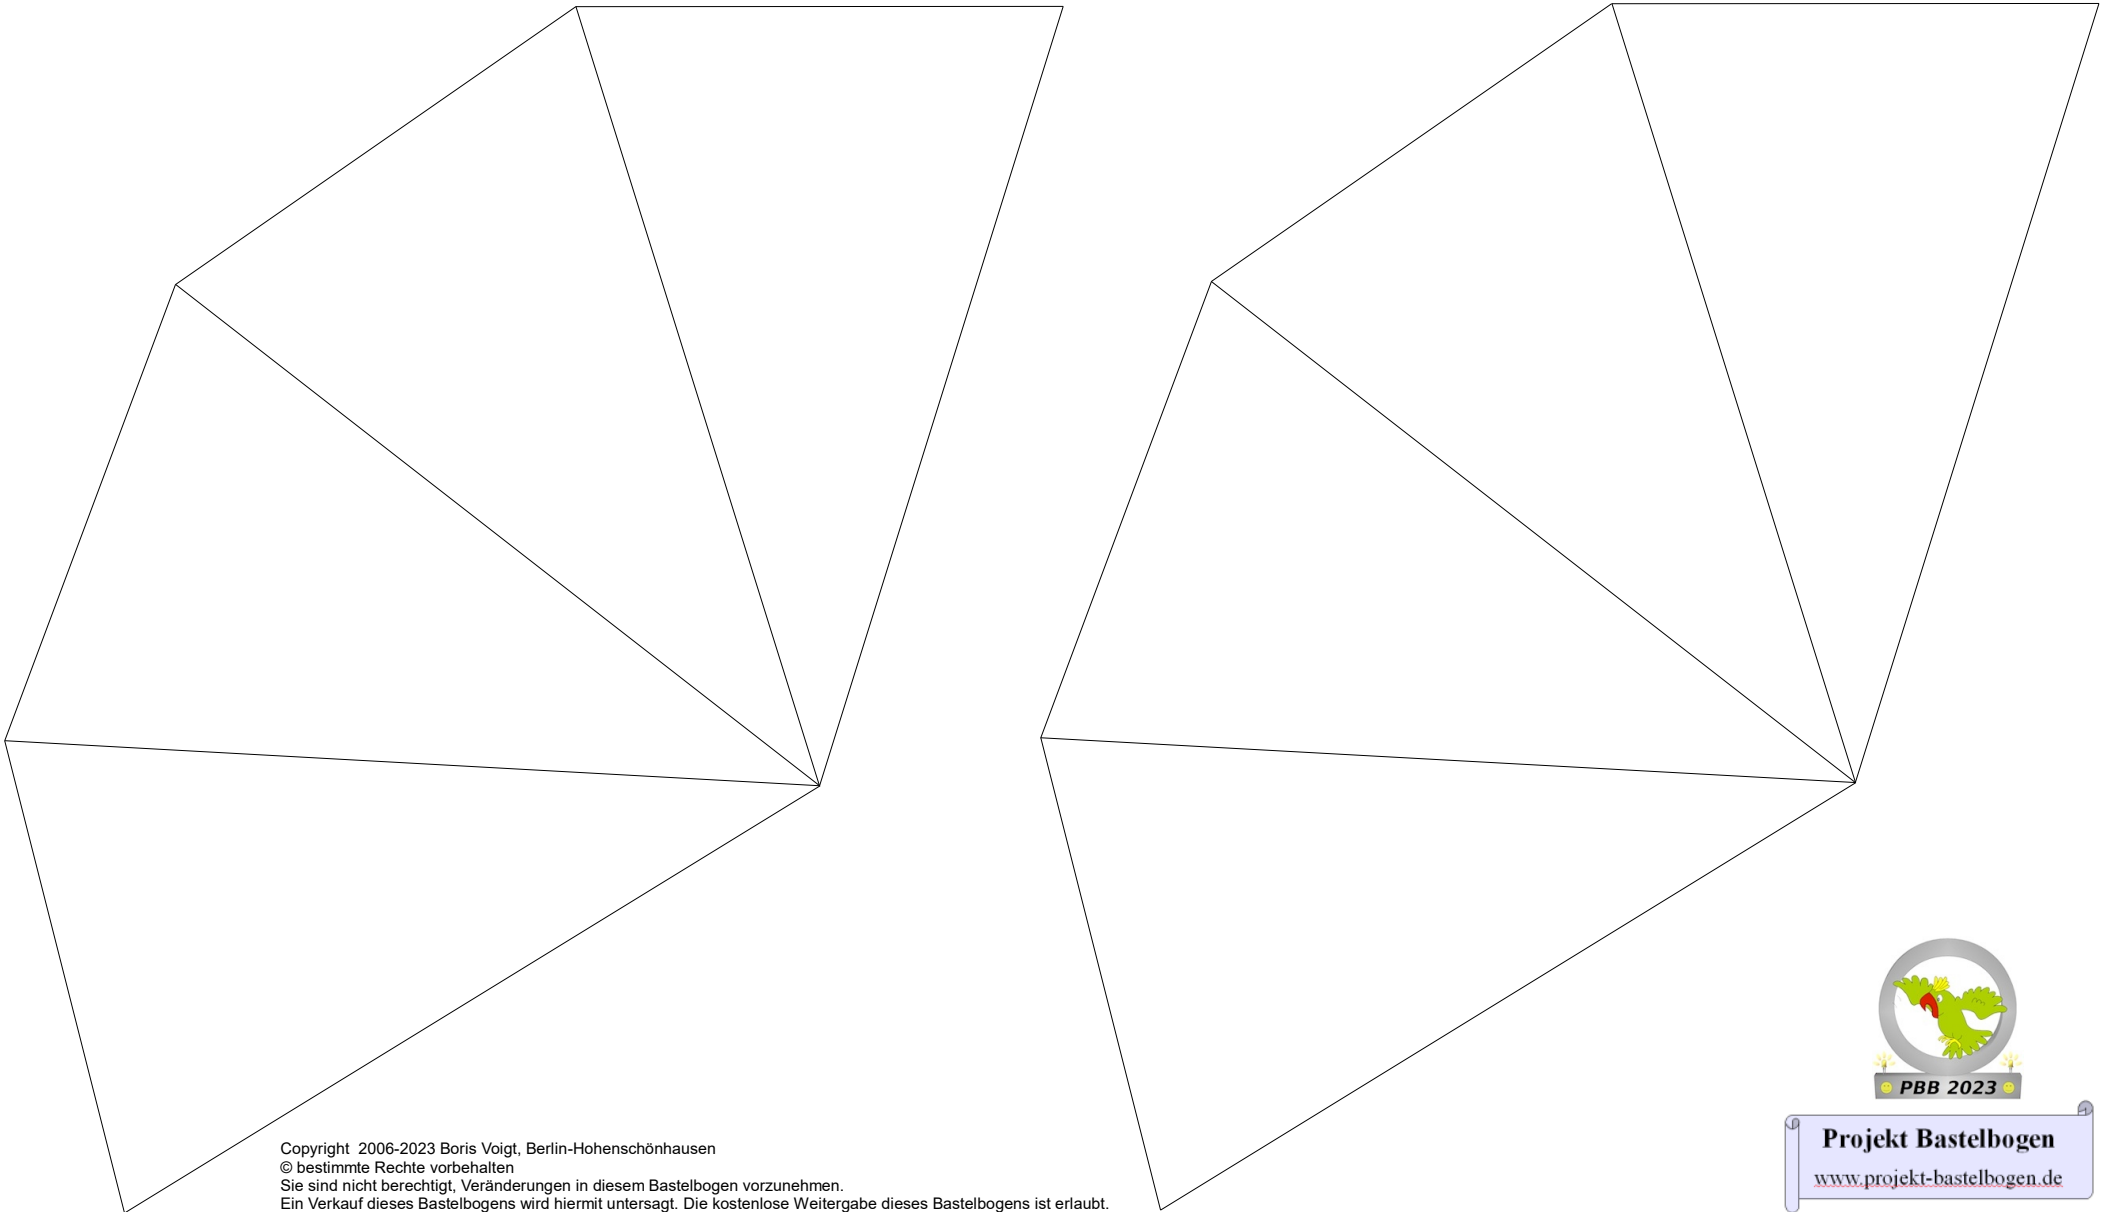 Copyright  2006-2023 Boris Voigt, Berlin-Hohenschönhausen
© bestimmte Rechte vorbehalten
Sie sind nicht berechtigt, Veränderungen in diesem Bastelbogen vorzunehmen.
Ein Verkauf dieses Bastelbogens wird hiermit untersagt. Die kostenlose Weitergabe dieses Bastelbogens ist erlaubt.
PBB 2023
Projekt Bastelbogen
www.projekt-bastelbogen.de